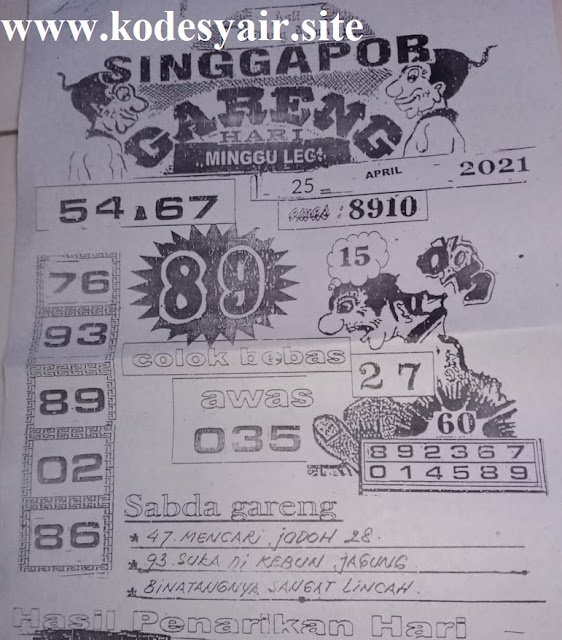 www.kodesyair.site
SINGGAPOR
GARENG
HARI
MINGGU LEGI
25 APRIL 2021
54 67
8910
76
93
89
02
86
89
15
colok bebas
27
awas
035
60
892367
014589
Sabda gareng
* 47. MENCARI JODOH 28.
* 93. SUKA DI KEBUN JAGUNG
* BINATANGNYA SANGAT LINCAH.
Hasil Penarikan Hari